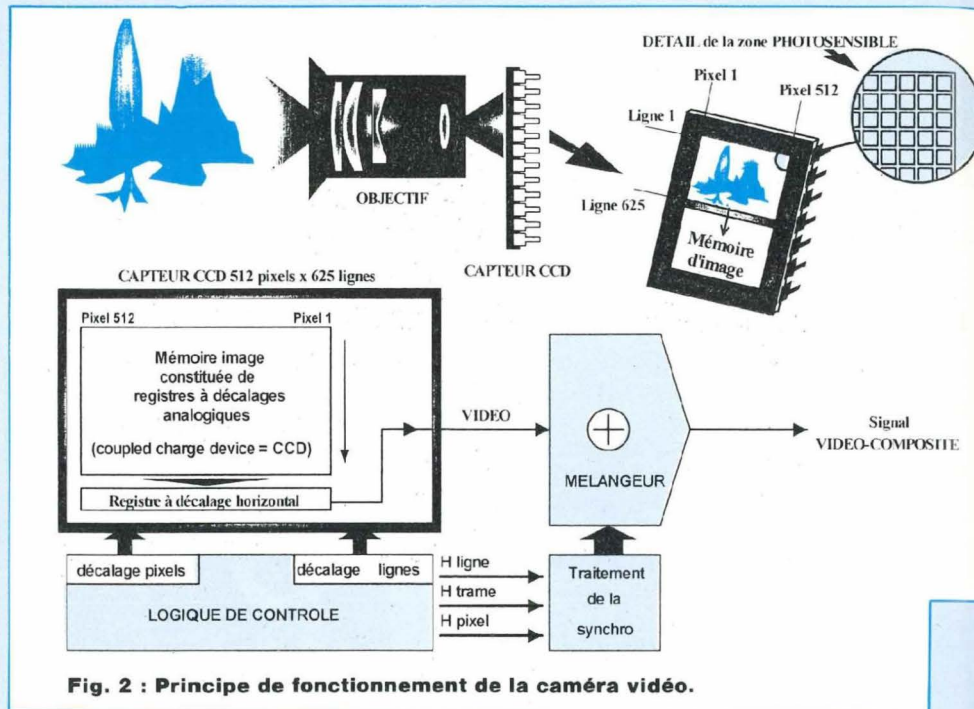 DETAIL de la zone PHOTOSENSIBLE
Pixel 1
Pixel 512
Ligne 1
Ligne 625
Mémoire
d'image
OBJECTIF
CAPTEUR CCD
CAPTEUR CCD 512 pixels x 625 lignes
Pixel 512
Pixel 1
Mémoire image
constituée de
registres à décalages
analogiques
(coupled charge device = CCD)
Registre à décalage horizontal
VIDEO
MELANGEUR
Signal
VIDEO-COMPOSITE
décalage pixels
décalage lignes
LOGIQUE DE CONTROLE
H ligne
H trame
H pixel
Traitement
de la
synchro
Fig. 2 : Principe de fonctionnement de la caméra vidéo.